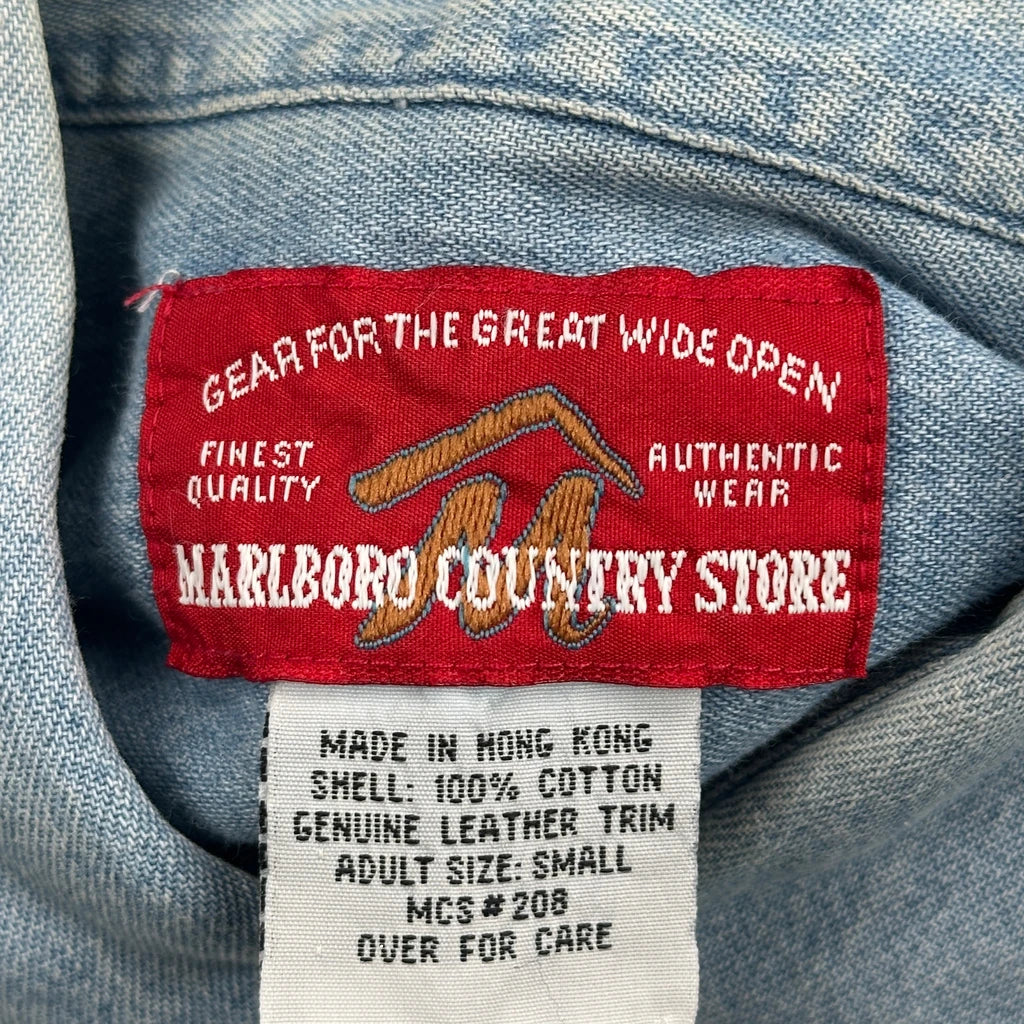 GEAR FOR THE GREAT WIDE OPEN
FINEST
QUALITY
AUTHENTIC
WEAR
M
MARLBORO COUNTRY STORE
MADE IN HONG KONG
SHELL: 100% COTTON
GENUINE LEATHER TRIM
ADULT SIZE: SMALL
MCS # 208
OVER FOR CARE